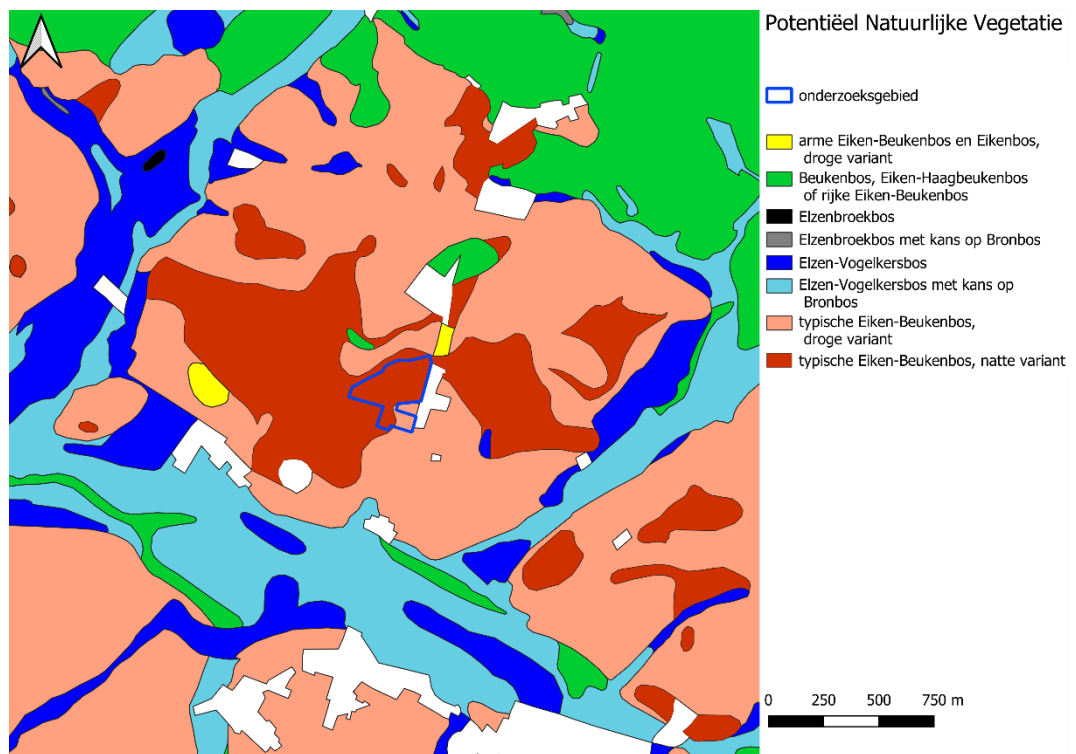 Potentiëel Natuurlijke Vegetatie
onderzoeksgebied
arme Eiken-Beukenbos en Eikenbos,
droge variant
Beukenbos, Eiken-Haagbeukenbos
of rijke Eiken-Beukenbos
Elzenbroekbos
Elzenbroekbos met kans op Bronbos
Elzen-Vogelkersbos
Elzen-Vogelkersbos met kans op
Bronbos
typische Eiken-Beukenbos,
droge variant
typische Eiken-Beukenbos, natte variant
0 250 500 750 m